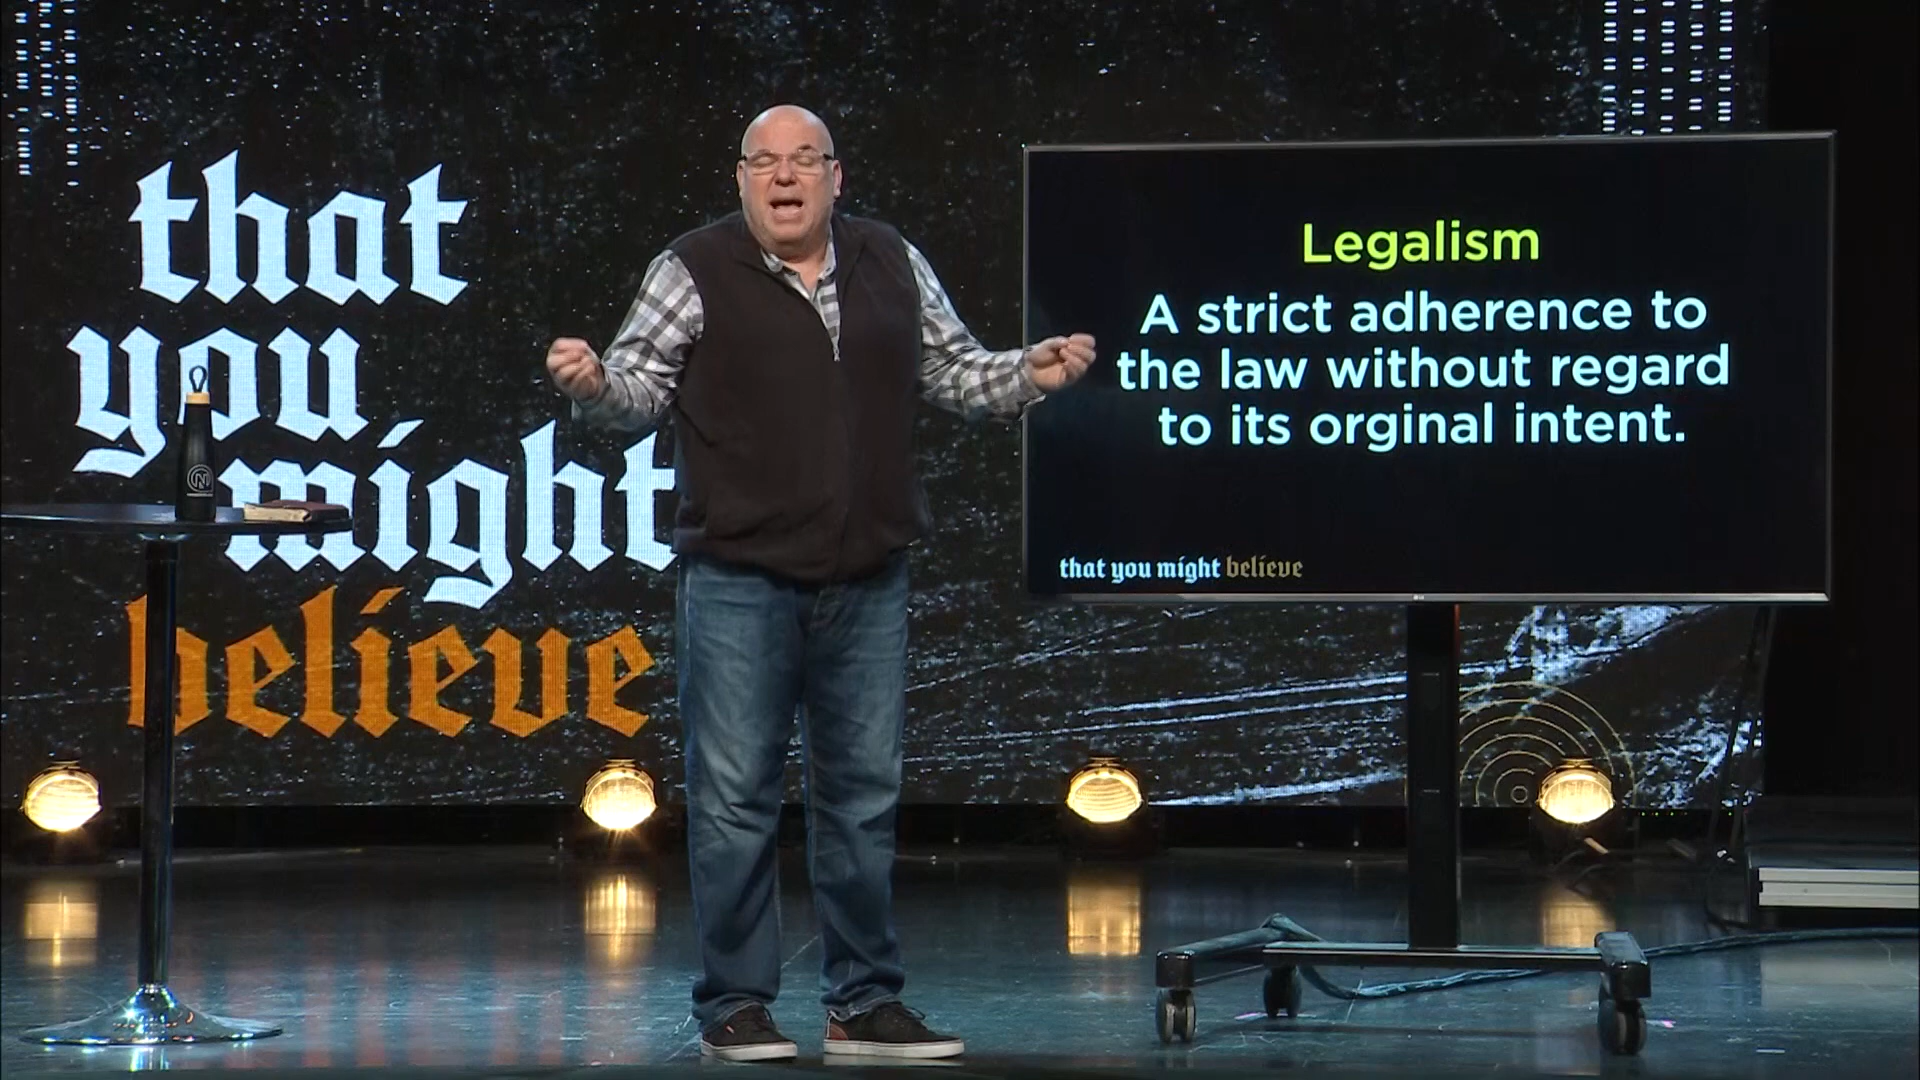 that
you
might
believe
Legalism
A strict adherence to
the law without regard
to its orginal intent.
that you might believe